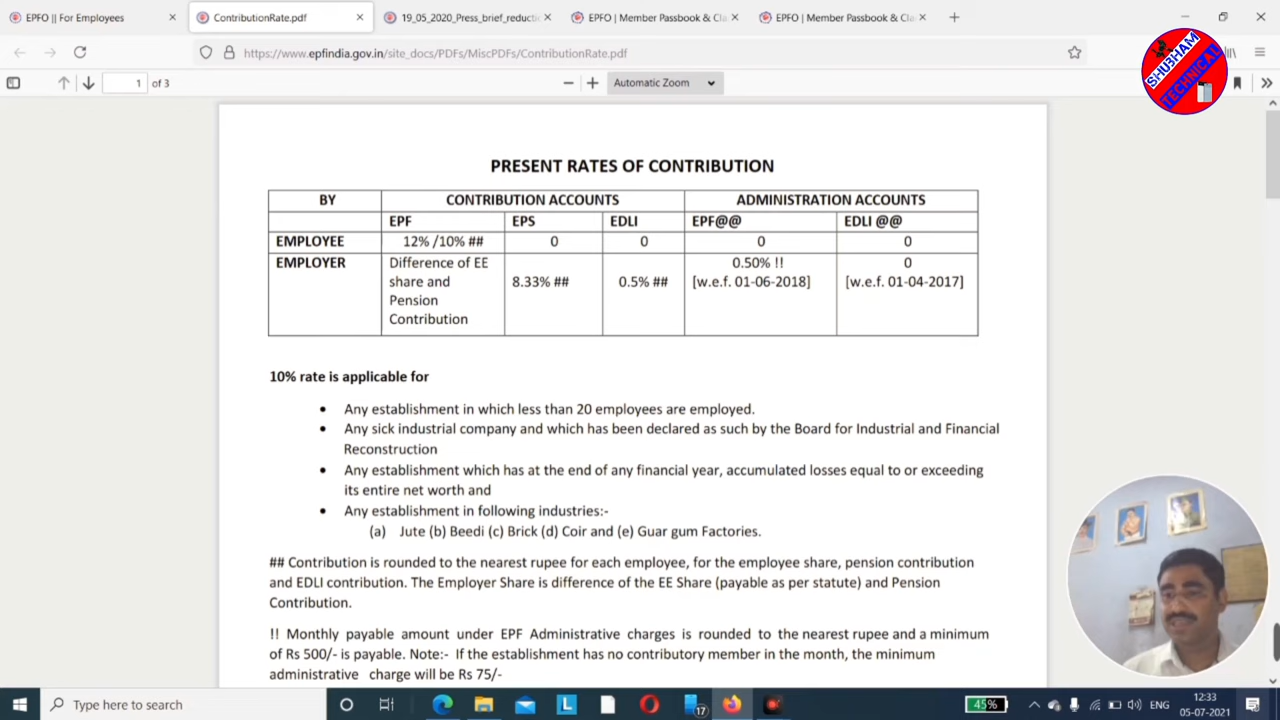 EPFO || For Employees
ContributionRate.pdf
19_05_2020_Press_brief_reducti
EPFO | Member Passbook & Cla
EPFO | Member Passbook & Cla
https://www.epfindia.gov.in/site_docs/PDFs/MiscPDFs/ContributionRate.pdf
1 of 3
Automatic Zoom
SHUBHAM
TECHNICAL
PRESENT RATES OF CONTRIBUTION
BY CONTRIBUTION ACCOUNTS ADMINISTRATION ACCOUNTS
EPF EPS EDLI EPF@@ EDLI @@
EMPLOYEE 12% /10% ## 0 0 0 0
EMPLOYER Difference of EE 0.50% !! 0
share and 8.33% ## 0.5% ## [w.e.f. 01-06-2018] [w.e.f. 01-04-2017]
Pension
Contribution
10% rate is applicable for
• Any establishment in which less than 20 employees are employed.
• Any sick industrial company and which has been declared as such by the Board for Industrial and Financial
Reconstruction
• Any establishment which has at the end of any financial year, accumulated losses equal to or exceeding
its entire net worth and
• Any establishment in following industries:-
(a) Jute (b) Beedi (c) Brick (d) Coir and (e) Guar gum Factories.
## Contribution is rounded to the nearest rupee for each employee, for the employee share, pension contribution
and EDLI contribution. The Employer Share is difference of the EE Share (payable as per statute) and Pension
Contribution.
!! Monthly payable amount under EPF Administrative charges is rounded to the nearest rupee and a minimum
of Rs 500/- is payable. Note:- If the establishment has no contributory member in the month, the minimum
administrative charge will be Rs 75/-
Type here to search
17
45%
ENG
12:33
05-07-2021